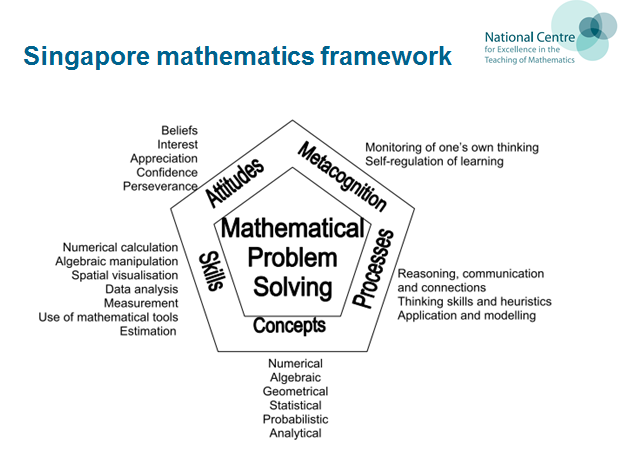 Singapore mathematics framework
National Centre
for Excellence in the
Teaching of Mathematics
Beliefs
Interest
Appreciation
Confidence
Perseverance
Attitudes
Metacognition
Monitoring of one's own thinking
Self-regulation of learning
Mathematical
Problem
Solving
Numerical calculation
Algebraic manipulation
Spatial visualisation
Data analysis
Measurement
Use of mathematical tools
Estimation
Skills
Processes
Reasoning, communication
and connections
Thinking skills and heuristics
Application and modelling
Concepts
Numerical
Algebraic
Geometrical
Statistical
Probabilistic
Analytical